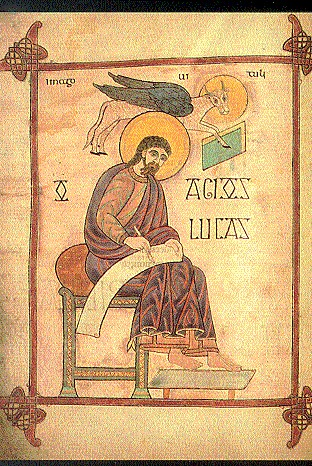 imago ui tuli
O AGIOS
LUCAS